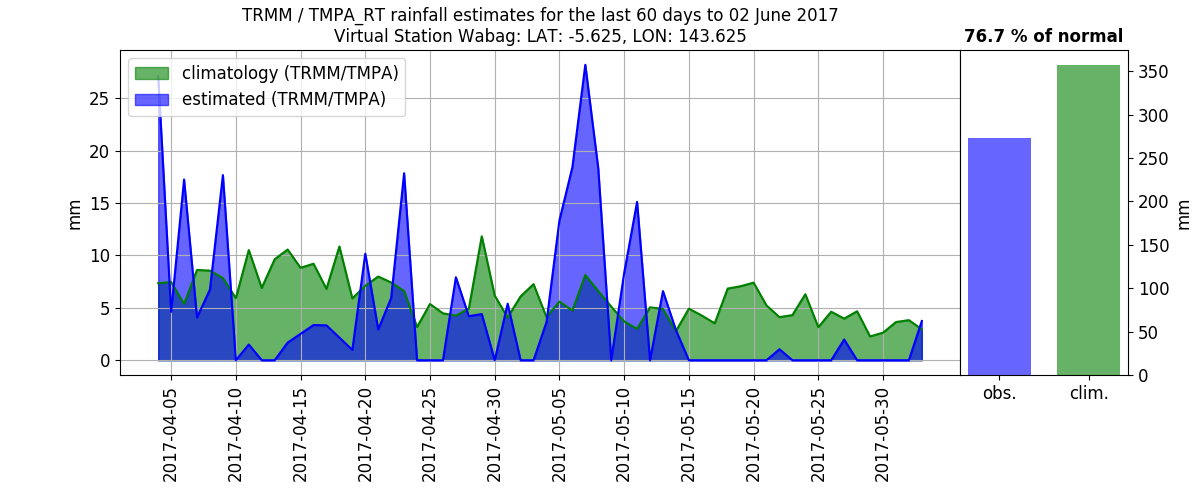 TRMM / TMPA_RT rainfall estimates for the last 60 days to 02 June 2017
Virtual Station Wabag: LAT: -5.625, LON: 143.625
76.7 % of normal
climatology (TRMM/TMPA)
estimated (TRMM/TMPA)
25
20
15
10
5
0
mm
2017-04-05
2017-04-10
2017-04-15
2017-04-20
2017-04-25
2017-04-30
2017-05-05
2017-05-10
2017-05-15
2017-05-20
2017-05-25
2017-05-30
350
300
250
200
150
100
50
0
mm
obs.
clim.